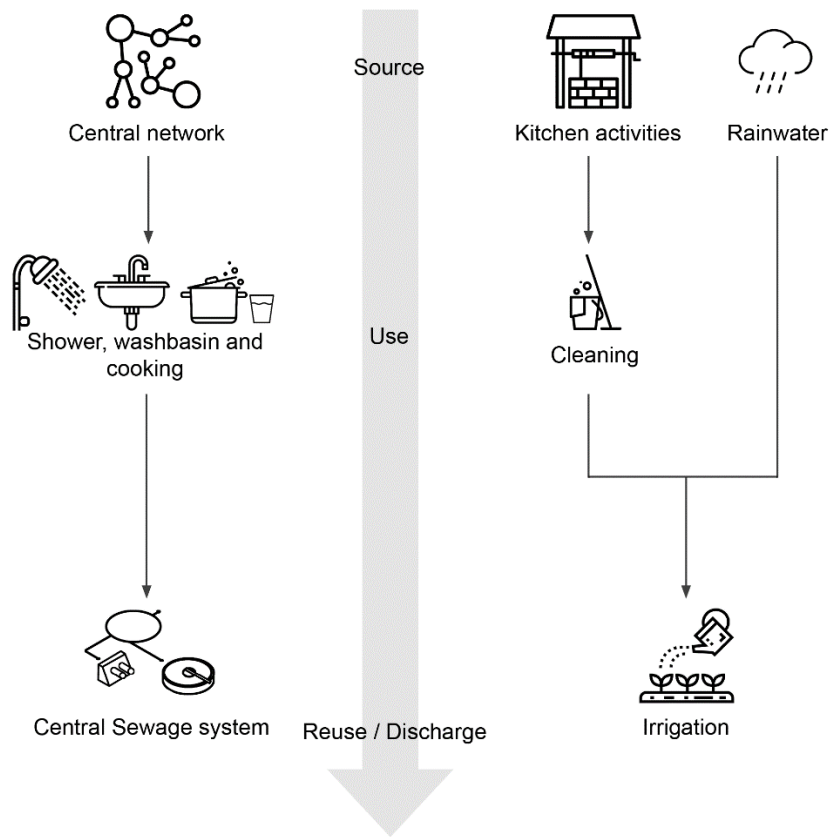 Source
Central network
Kitchen activities
Rainwater
Shower, washbasin and
cooking
Use
Cleaning
Central Sewage system
Reuse / Discharge
Irrigation